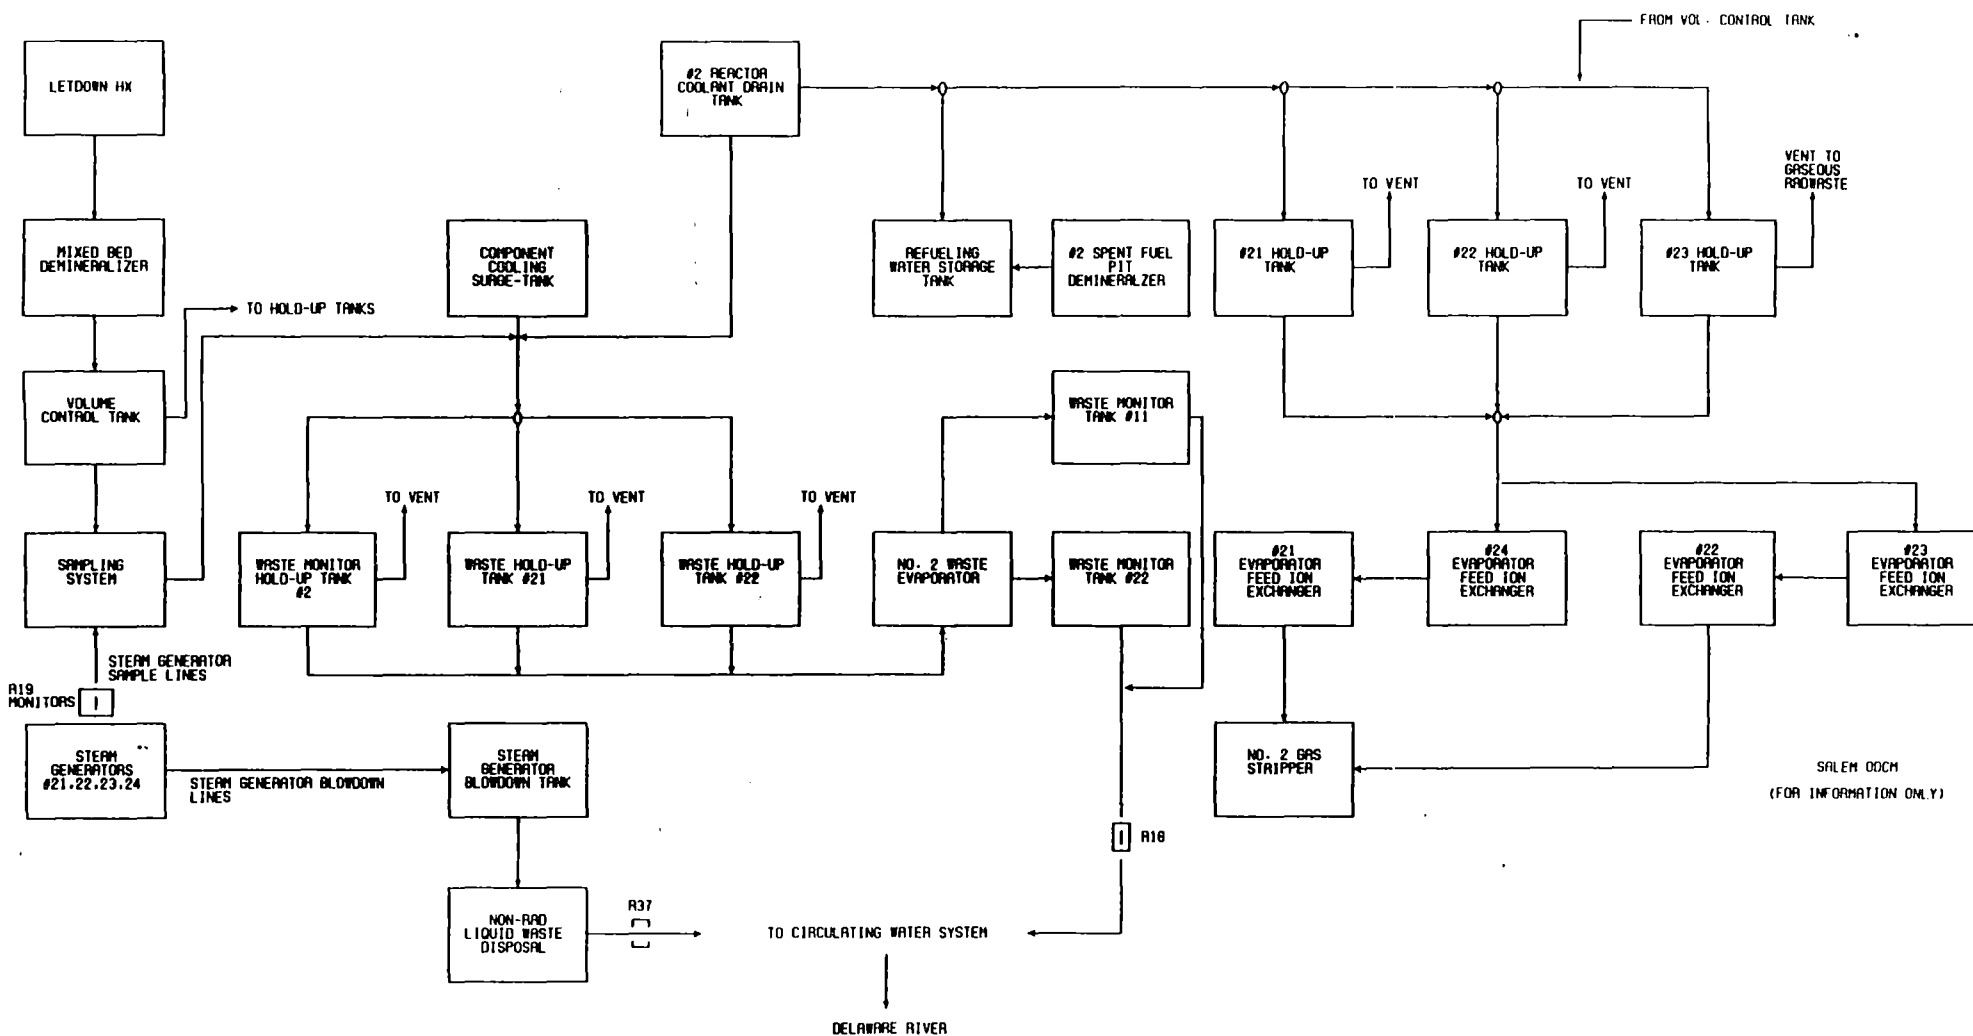 FROM VOL. CONTROL TANK
LETDOWN HX
#2 REACTOR
COOLANT DRAIN
TANK
VENT TO
GASEOUS
RADWASTE
TO VENT
TO VENT
MIXED BED
DEMINERALIZER
COMPONENT
COOLING
SURGE-TANK
REFUELING
WATER STORAGE
TANK
#2 SPENT FUEL
PIT
DEMINERALZER
#21 HOLD-UP
TANK
#22 HOLD-UP
TANK
#23 HOLD-UP
TANK
TO HOLD-UP TANKS
VOLUME
CONTROL TANK
WASTE MONITOR
TANK #11
TO VENT
TO VENT
TO VENT
SAMPLING
SYSTEM
WASTE MONITOR
HOLD-UP TANK
#2
WASTE HOLD-UP
TANK #21
WASTE HOLD-UP
TANK #22
NO. 2 WASTE
EVAPORATOR
WASTE MONITOR
TANK #22
#21
EVAPORATOR
FEED ION
EXCHANGER
#24
EVAPORATOR
FEED ION
EXCHANGER
#22
EVAPORATOR
FEED ION
EXCHANGER
#23
EVAPORATOR
FEED ION
EXCHANGER
STEAM GENERATOR
SAMPLE LINES
R19
MONITORS
STEAM
GENERATORS
#21.22.23.24
STEAM GENERATOR BLOWDOWN
LINES
STEAM
GENERATOR
BLOWDOWN TANK
NO. 2 GAS
STRIPPER
SALEM ODCM
(FOR INFORMATION ONLY)
R18
NON-RAD
LIQUID WASTE
DISPOSAL
R37
TO CIRCULATING WATER SYSTEM
DELAWARE RIVER